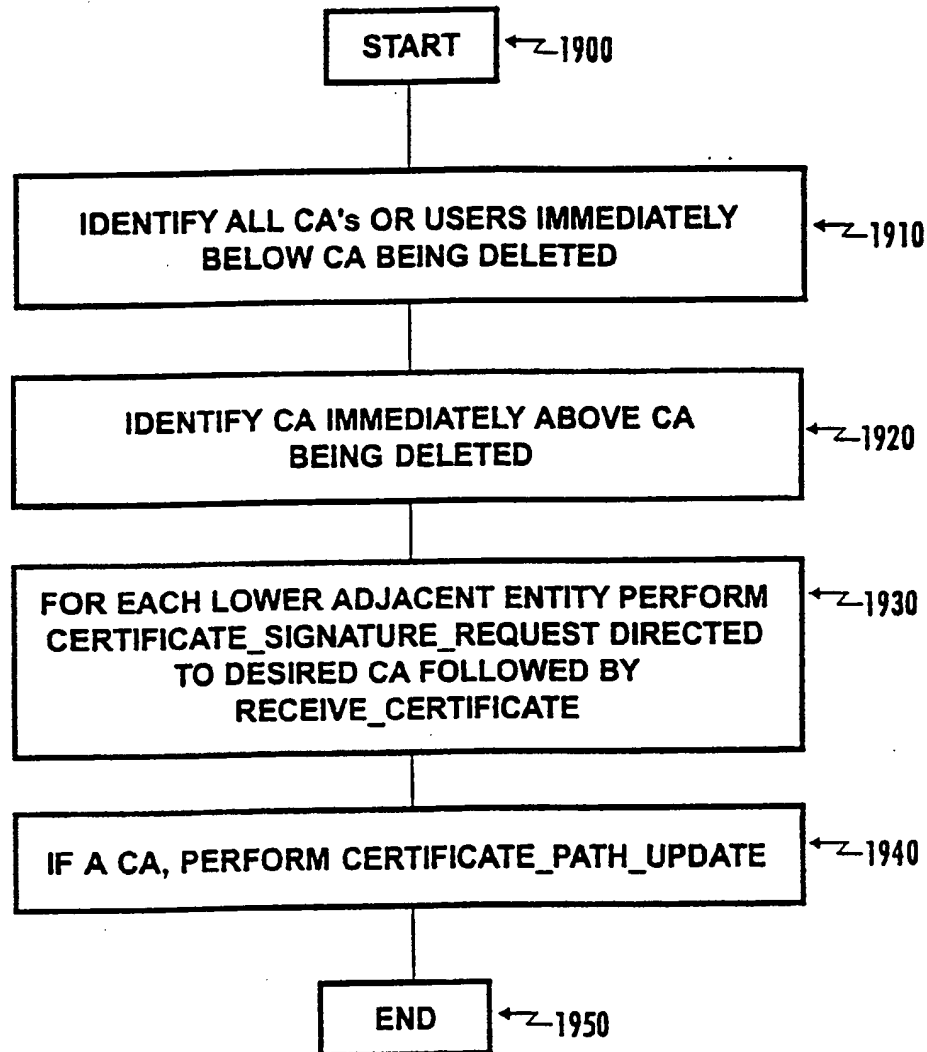 START
1900
IDENTIFY ALL CA's OR USERS IMMEDIATELY
BELOW CA BEING DELETED
1910
IDENTIFY CA IMMEDIATELY ABOVE CA
BEING DELETED
1920
FOR EACH LOWER ADJACENT ENTITY PERFORM
CERTIFICATE_SIGNATURE_REQUEST DIRECTED
TO DESIRED CA FOLLOWED BY
RECEIVE_CERTIFICATE
1930
IF A CA, PERFORM CERTIFICATE_PATH_UPDATE
1940
END
1950